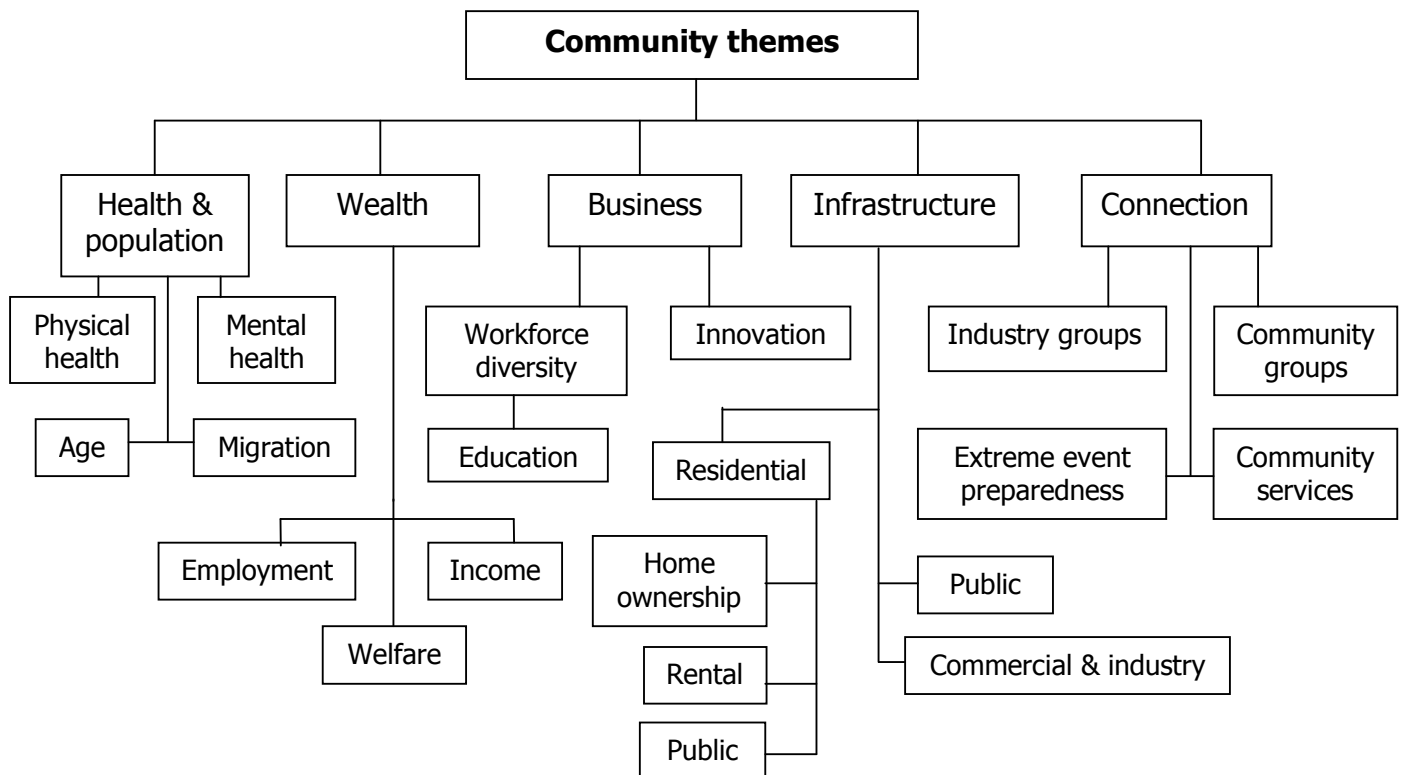 Community themes
Health &
population
Wealth
Business
Infrastructure
Connection
Physical
health
Mental
health
Workforce
diversity
Innovation
Industry groups
Community
groups
Age
Migration
Education
Residential
Extreme event
preparedness
Community
services
Employment
Income
Home
ownership
Public
Welfare
Rental
Commercial & industry
Public